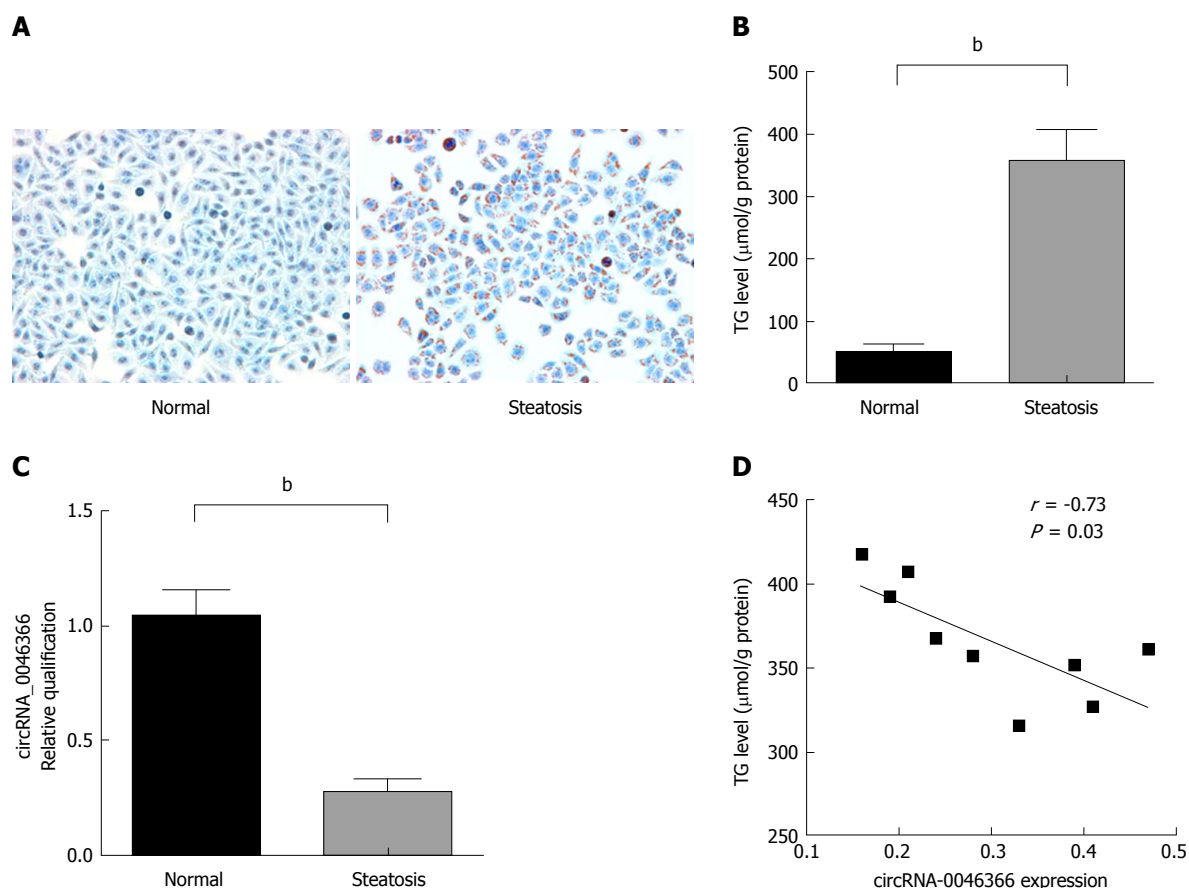 A
Normal
Steatosis
B
b
TG level (μmol/g protein)
500
400
300
200
100
0
Normal
Steatosis
C
b
circRNA_0046366
Relative qualification
1.5
1.0
0.5
0.0
Normal
Steatosis
D
r = -0.73
P = 0.03
TG level (μmol/g protein)
450
400
350
300
250
0.1 0.2 0.3 0.4 0.5
circRNA-0046366 expression